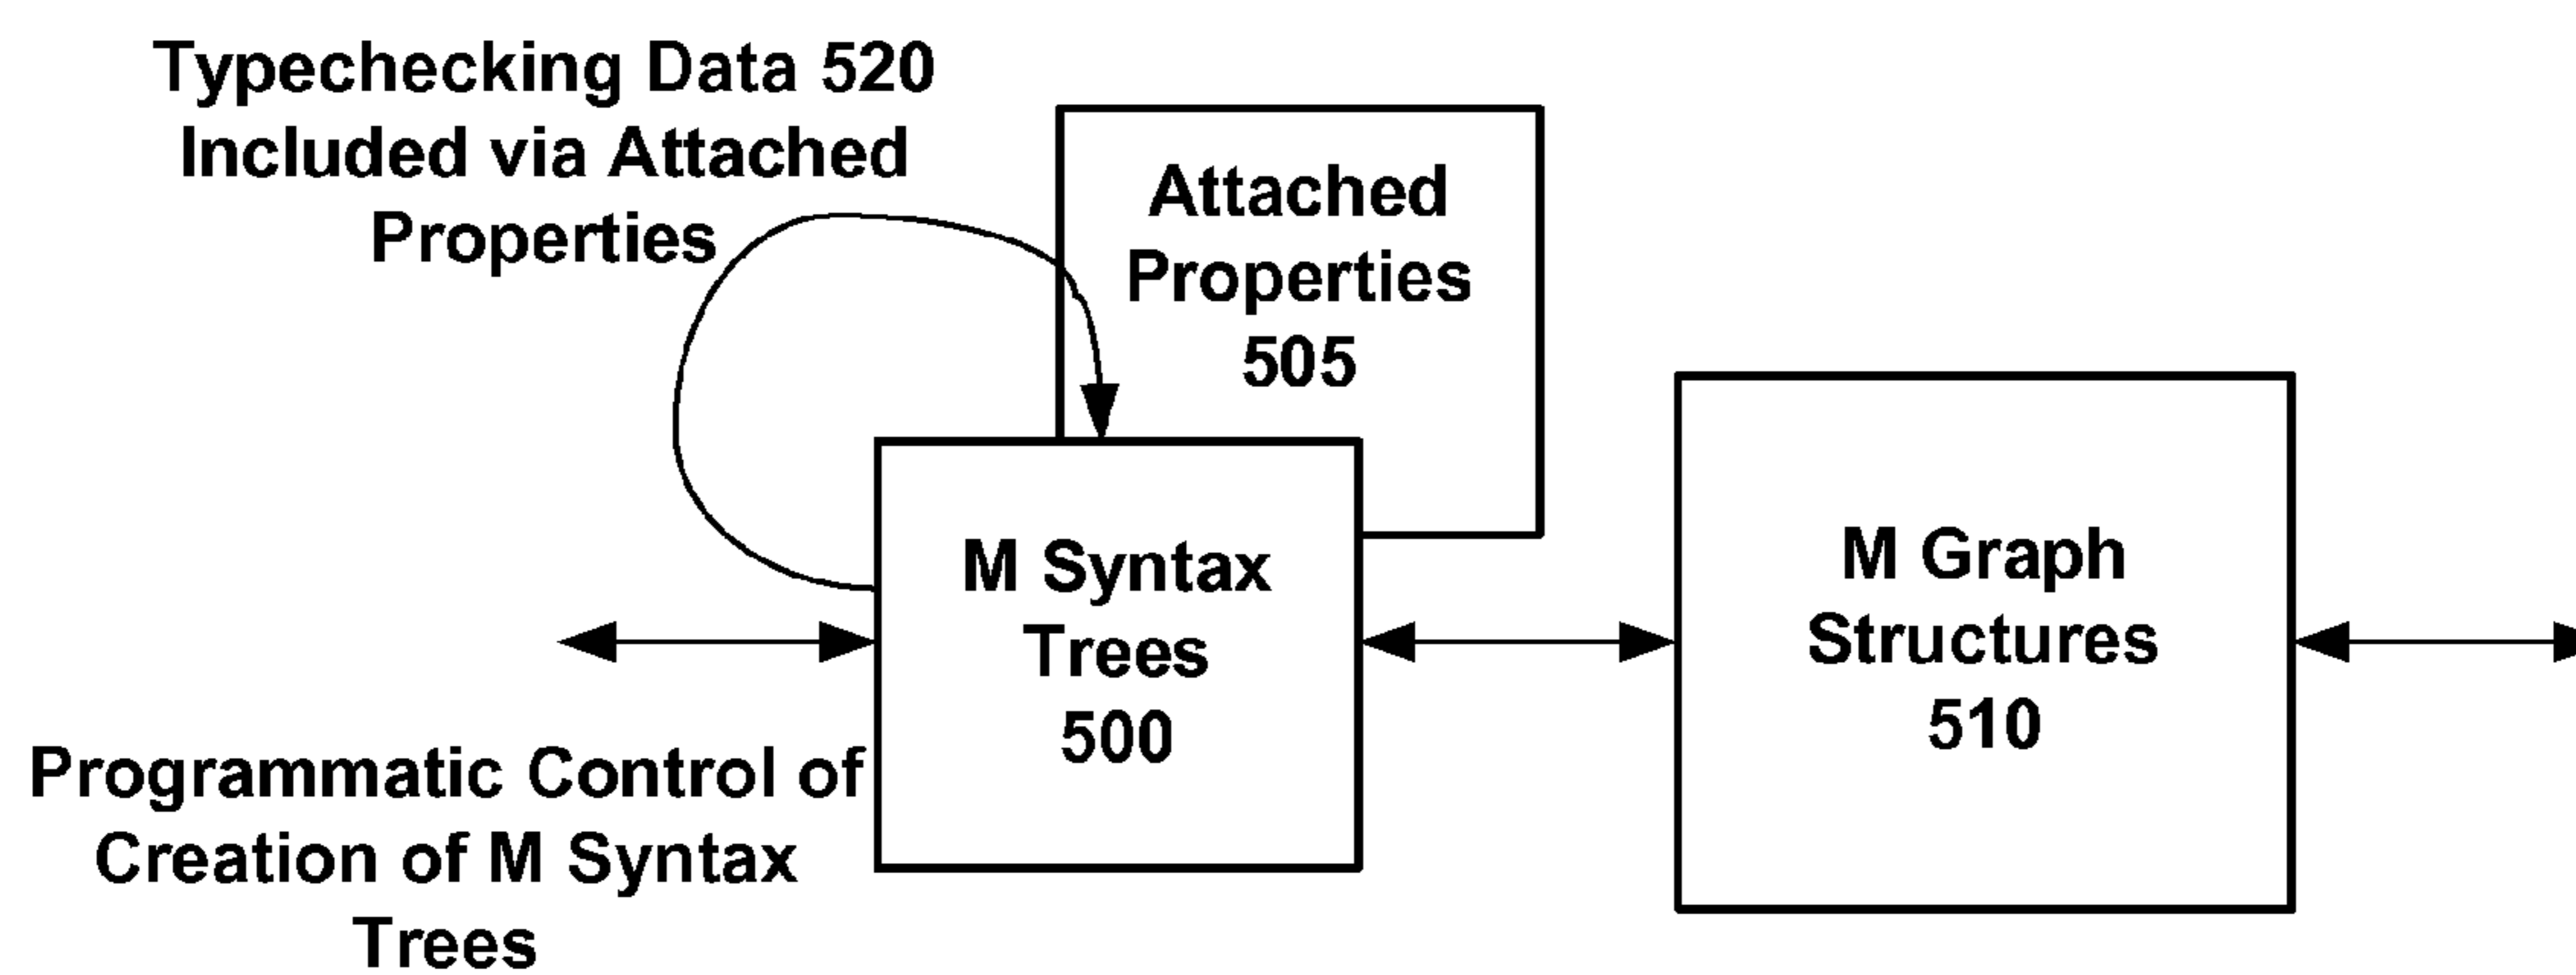 Typechecking Data 520
Included via Attached
Properties
Attached
Properties
505
M Syntax
Trees
500
M Graph
Structures
510
Programmatic Control of
Creation of M Syntax
Trees